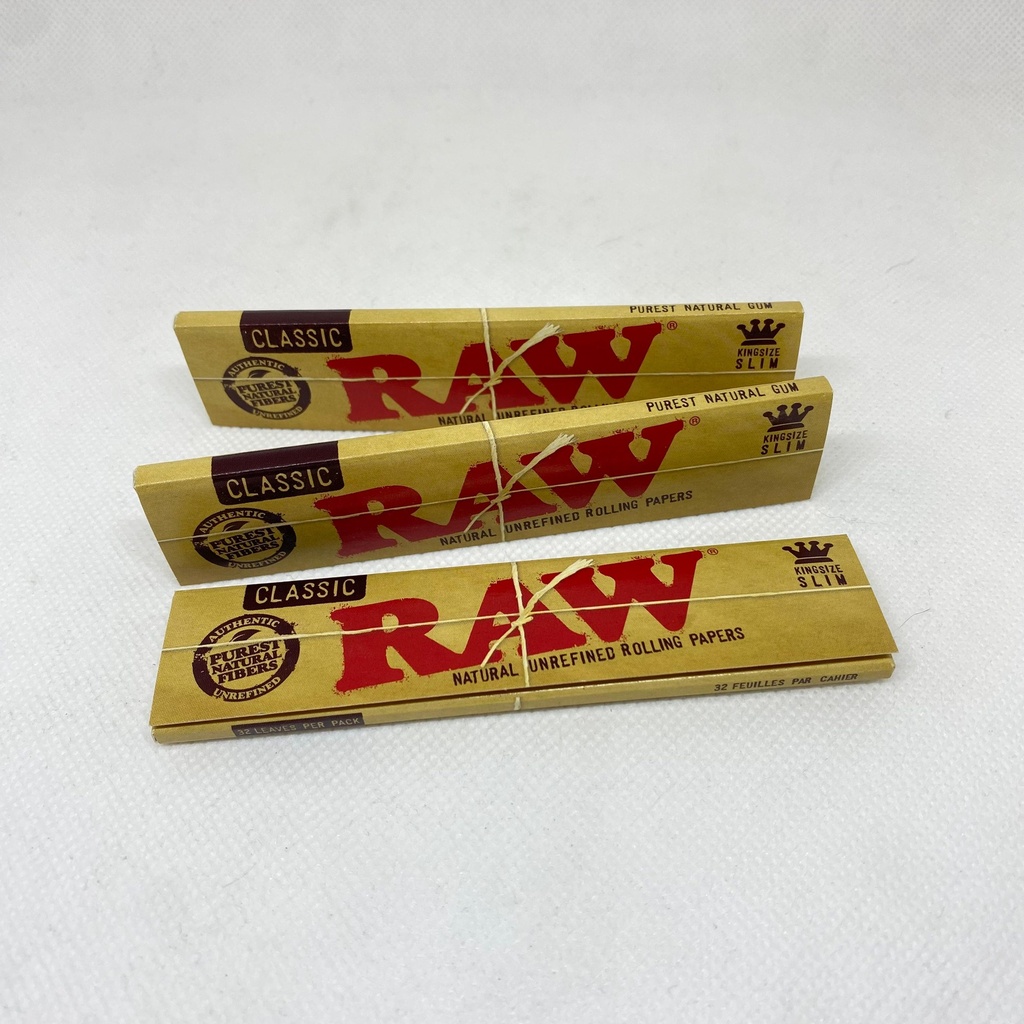 PUREST NATURAL GUM
CLASSIC
RAW®
KINGSIZE
SLIM
AUTHENTIC
PUREST
NATURAL
FIBERS
UNREFINED
NATURAL UNREFINED
PUREST NATURAL GUM
CLASSIC
RAW®
KINGSIZE
SLIM
AUTHENTIC
PUREST
NATURAL
FIBERS
UNREFINED
NATURAL UNREFINED ROLLING PAPERS
CLASSIC
RAW®
KINGSIZE
SLIM
AUTHENTIC
PUREST
NATURAL
FIBERS
UNREFINED
NATURAL UNREFINED ROLLING PAPERS
32 LEAVES PER PACK
32 FEUILLES PAR CAHIER